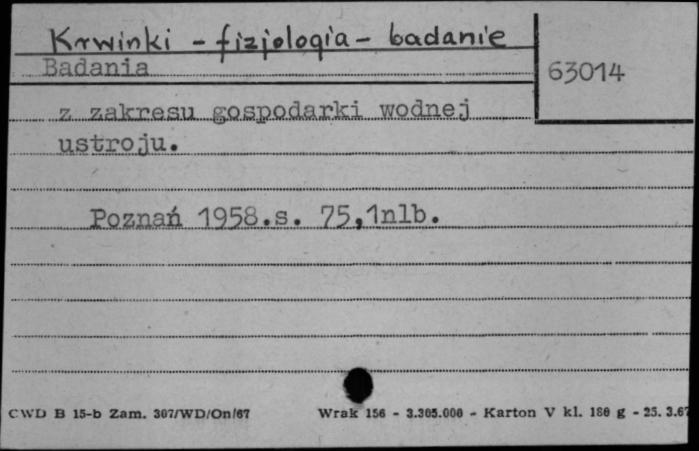 Krwinki - fizjologia - badanie
Badania
63014
z zakresu gospodarki wodnej
ustroju.
Poznań 1958.s. 75,1nlb.
CWD B 15-b Zam. 307/WD/On/67 Wrak 156 - 3.305.000 - Karton V kl. 180 g - 25. 3.67